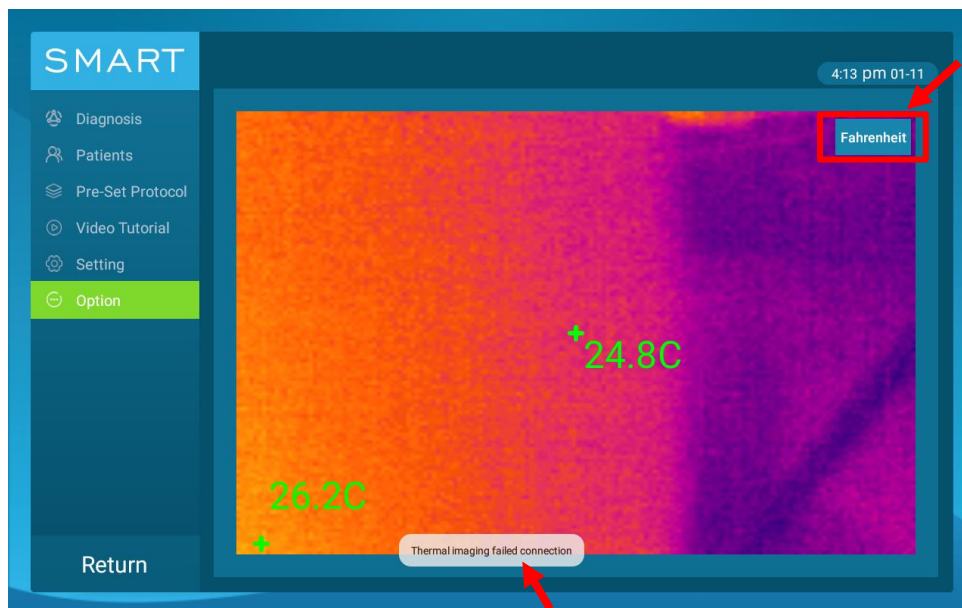 SMART
4:13 pm 01-11
Diagnosis
Patients
Pre-Set Protocol
Video Tutorial
Setting
Option
Return
Fahrenheit
24.8C
26.2C
Thermal imaging failed connection